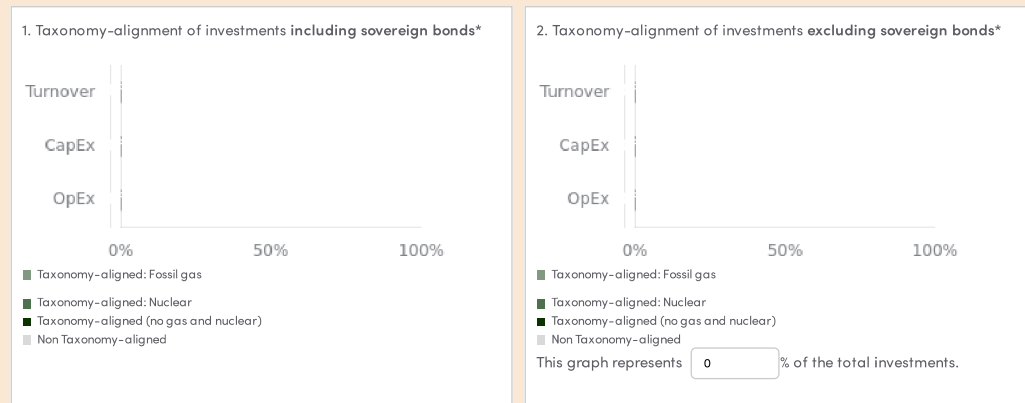 1. Taxonomy-alignment of investments including sovereign bonds*
Turnover
CapEx
OpEx
0% 50% 100%
Taxonomy-aligned: Fossil gas
Taxonomy-aligned: Nuclear
Taxonomy-aligned (no gas and nuclear)
Non Taxonomy-aligned
2. Taxonomy-alignment of investments excluding sovereign bonds*
Turnover
CapEx
OpEx
0% 50% 100%
Taxonomy-aligned: Fossil gas
Taxonomy-aligned: Nuclear
Taxonomy-aligned (no gas and nuclear)
Non Taxonomy-aligned
This graph represents 0 % of the total investments.